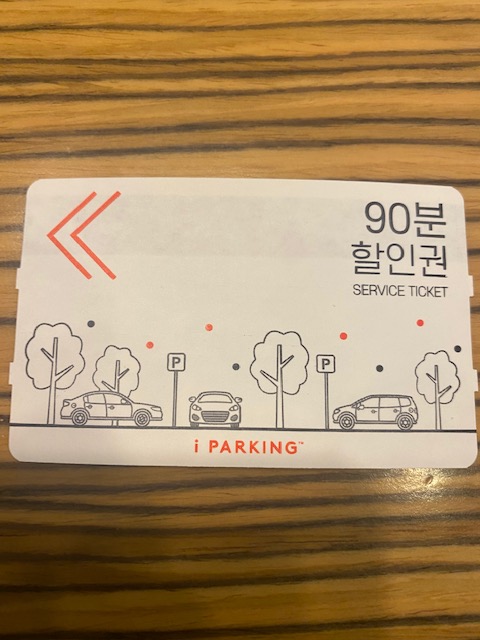 90분
할인권
SERVICE TICKET
P
P
i PARKING™